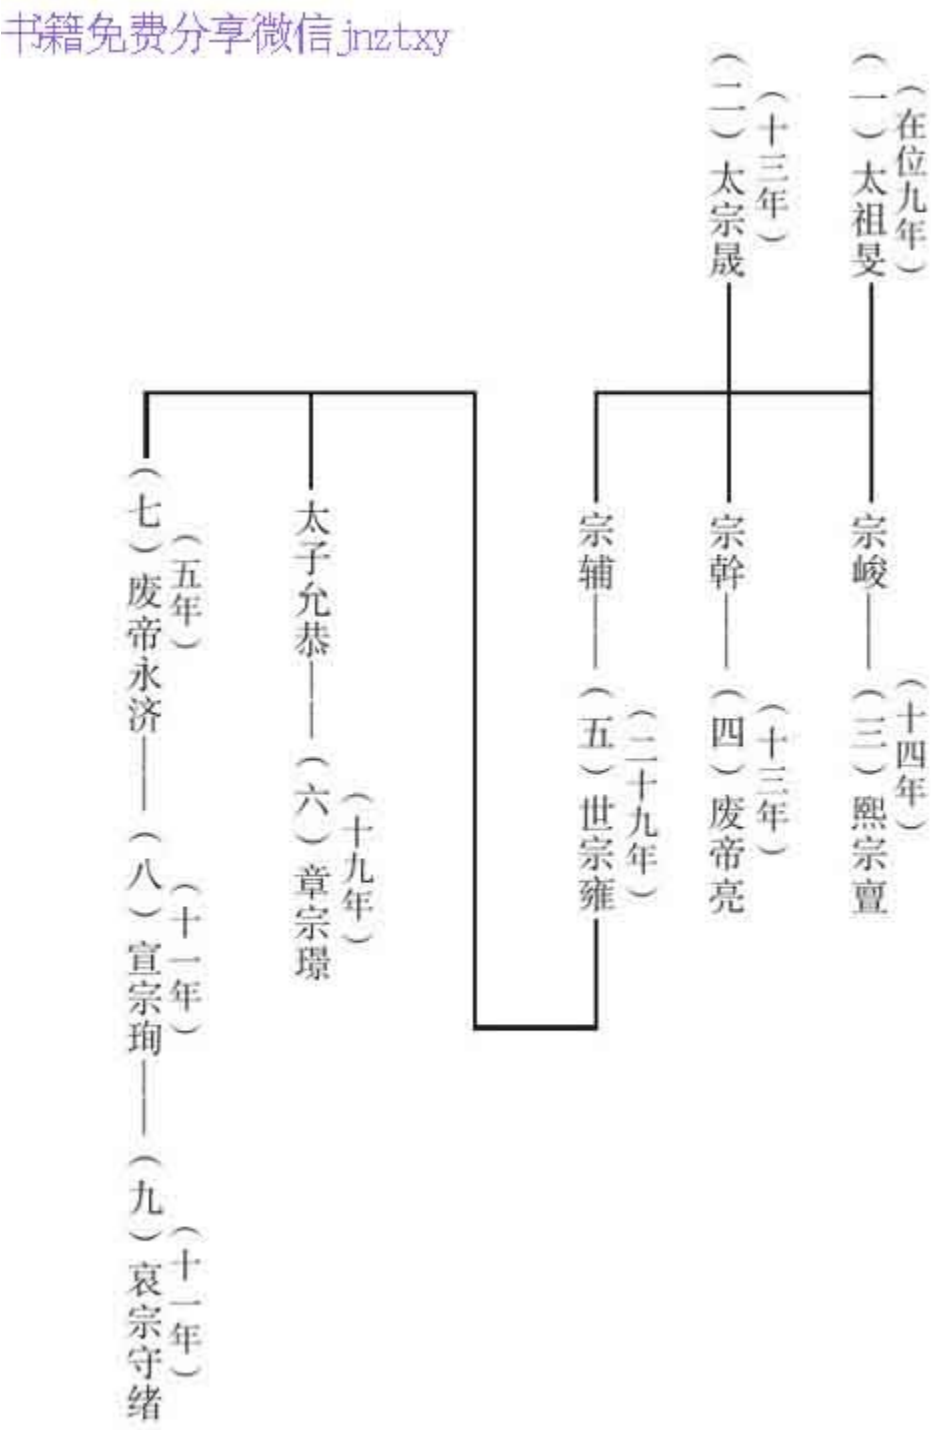 书籍免费分享微信jnztxy
(在位九年)
(一)太祖旻
(十三年)
(二)太宗晟
宗峻——(三)熙宗亶
(十四年)
宗幹——(四)废帝亮
(十三年)
宗辅——(五)世宗雍
(二十九年)
太子允恭——(六)章宗璟
(十九年)
(七)废帝永济——(八)宣宗珣——(九)哀宗守绪
(五年)
(十一年)
(十一年)